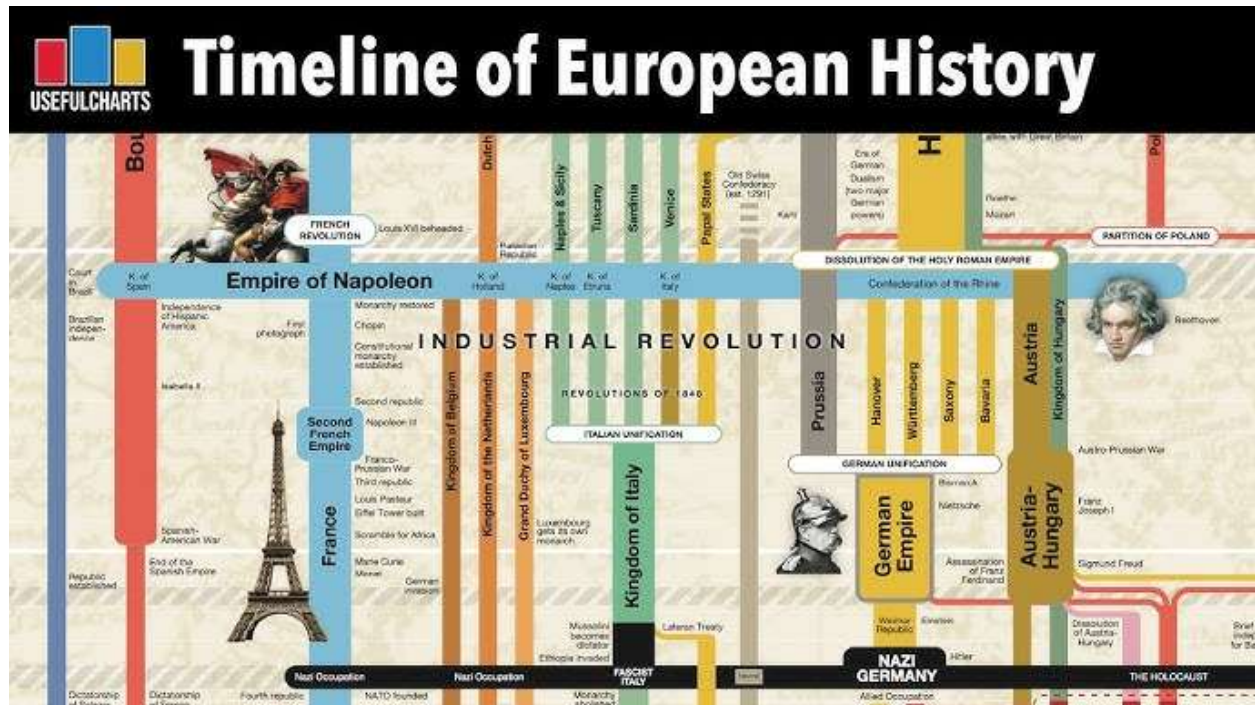 USEFULCHARTS
Timeline of European History
Bou
Dutch
Naples & Sicily
Tuscany
Sardinia
Venice
Papal States
Old Swiss
Confederacy
(est. 1291)
Kant
Era of
German
Dualism
(two major
German
powers)
H
Goethe
Mozart
Pol
FRENCH
REVOLUTION
Louis XVI beheaded
Batavian
Republic
PARTITION OF POLAND
DISSOLUTION OF THE HOLY ROMAN EMPIRE
Court
in
Brazil
K. of
Spain
Empire of Napoleon
K. of
Holland
K. of
Naples
K. of
Etruria
K. of
Italy
Confederation of the Rhine
Brazilian
indepen-
dence
Independence
of Hispanic
America
First
photograph
Monarchy restored
Chopin
Constitutional
monarchy
established
INDUSTRIAL REVOLUTION
Beethoven
Isabella II
REVOLUTIONS OF 1848
Second republic
Second
French
Empire
Napoleon III
Kingdom of Belgium
Kingdom of the Netherlands
Grand Duchy of Luxembourg
ITALIAN UNIFICATION
Prussia
Hanover
Württemberg
Saxony
Bavaria
Austria
Kingdom of Hungary
Austro-Prussian War
Franco-
Prussian War
Third republic
Louis Pasteur
Eiffel Tower built
Scramble for Africa
Marie Curie
Monet
German
invasion
France
GERMAN UNIFICATION
Bismarck
Nietzsche
German
Empire
Austria-
Hungary
Franz
Joseph I
Spanish-
American War
End of the
Spanish Empire
Republic
established
Luxembourg
gets its own
monarch
Kingdom of Italy
Assassination
of Franz
Ferdinand
Sigmund Freud
Mussolini
becomes
dictator
Ethiopia invaded
Lateran Treaty
Weimar
Republic
Einstein
Dissolution
of Austria-
Hungary
Brief
inde
for Ba
Nazi Occupation
Nazi Occupation
FASCIST
ITALY
NAZI
GERMANY
Hitler
THE HOLOCAUST
Dictatorship
Dictatorship
Fourth republic
NATO founded
Monarchy
abolished
Allied Occupation